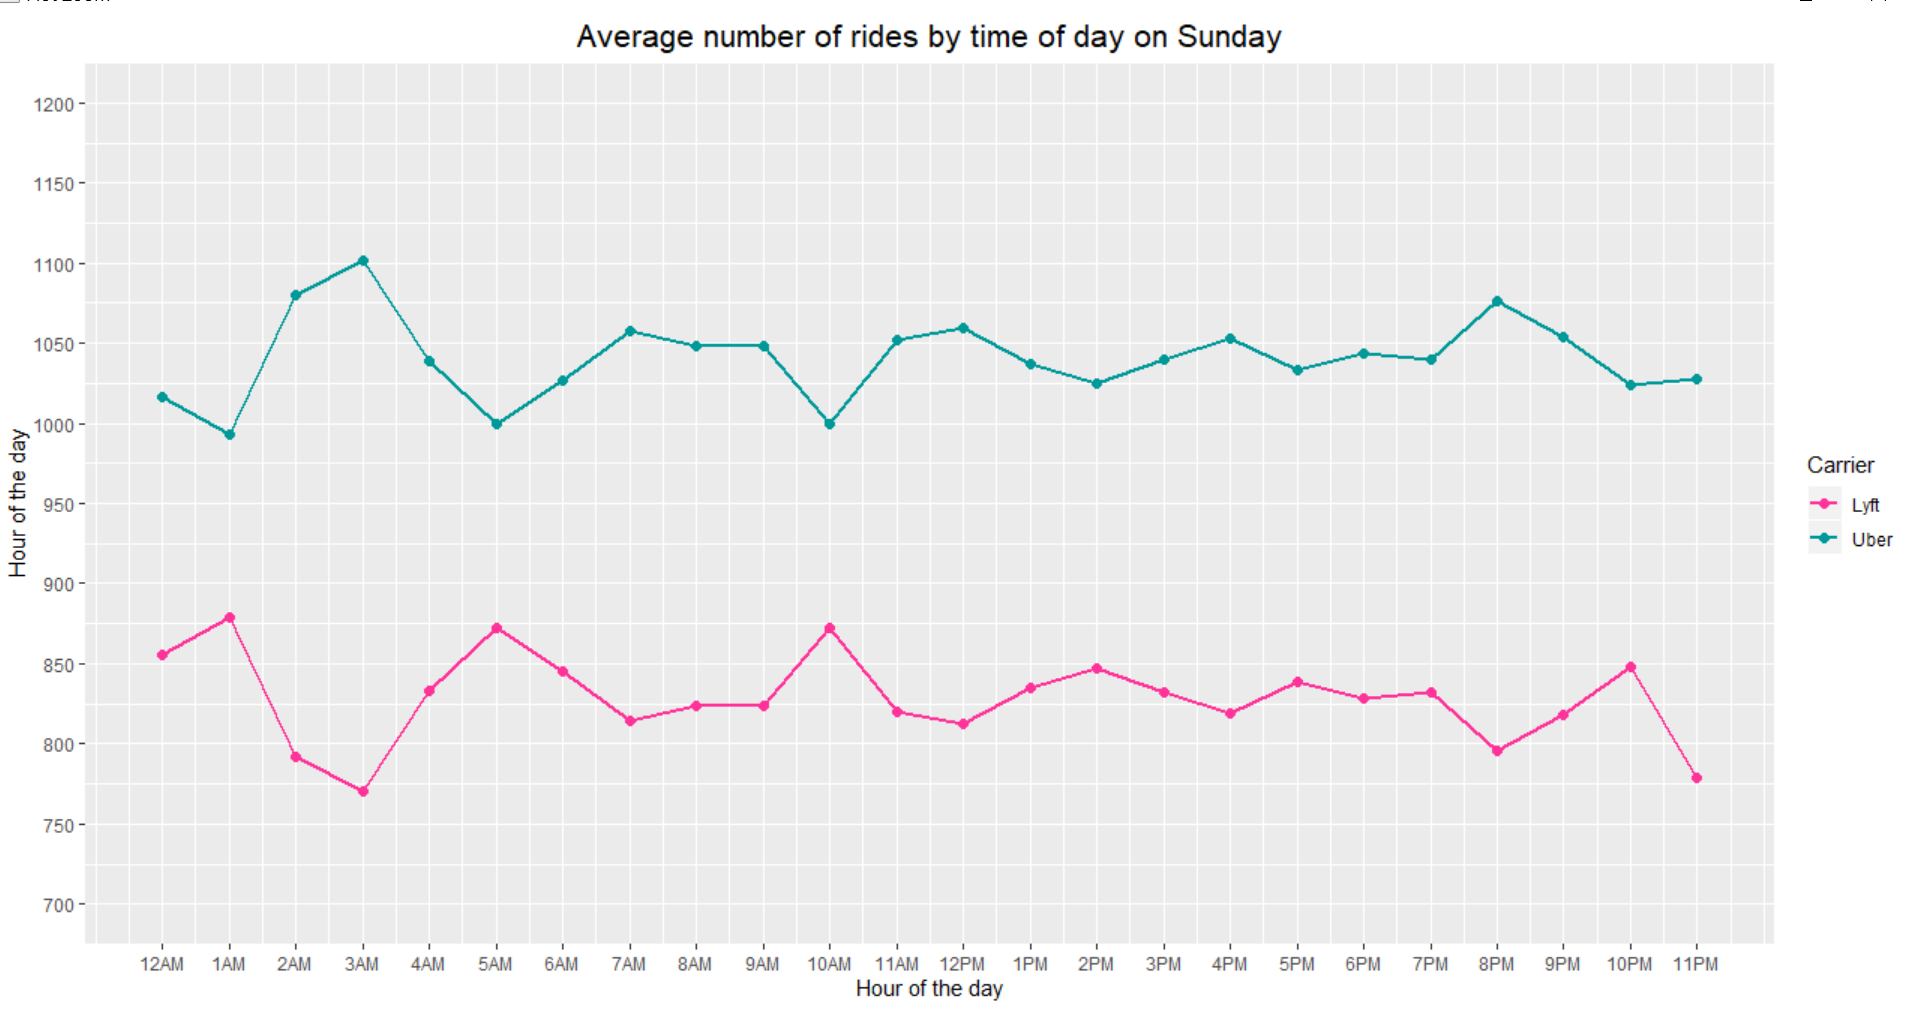 Average number of rides by time of day on Sunday
1200
1150
1100
1050
1000
950
900
850
800
750
700
Hour of the day
12AM 1AM 2AM 3AM 4AM 5AM 6AM 7AM 8AM 9AM 10AM 11AM 12PM 1PM 2PM 3PM 4PM 5PM 6PM 7PM 8PM 9PM 10PM 11PM
Hour of the day
Carrier
Lyft
Uber